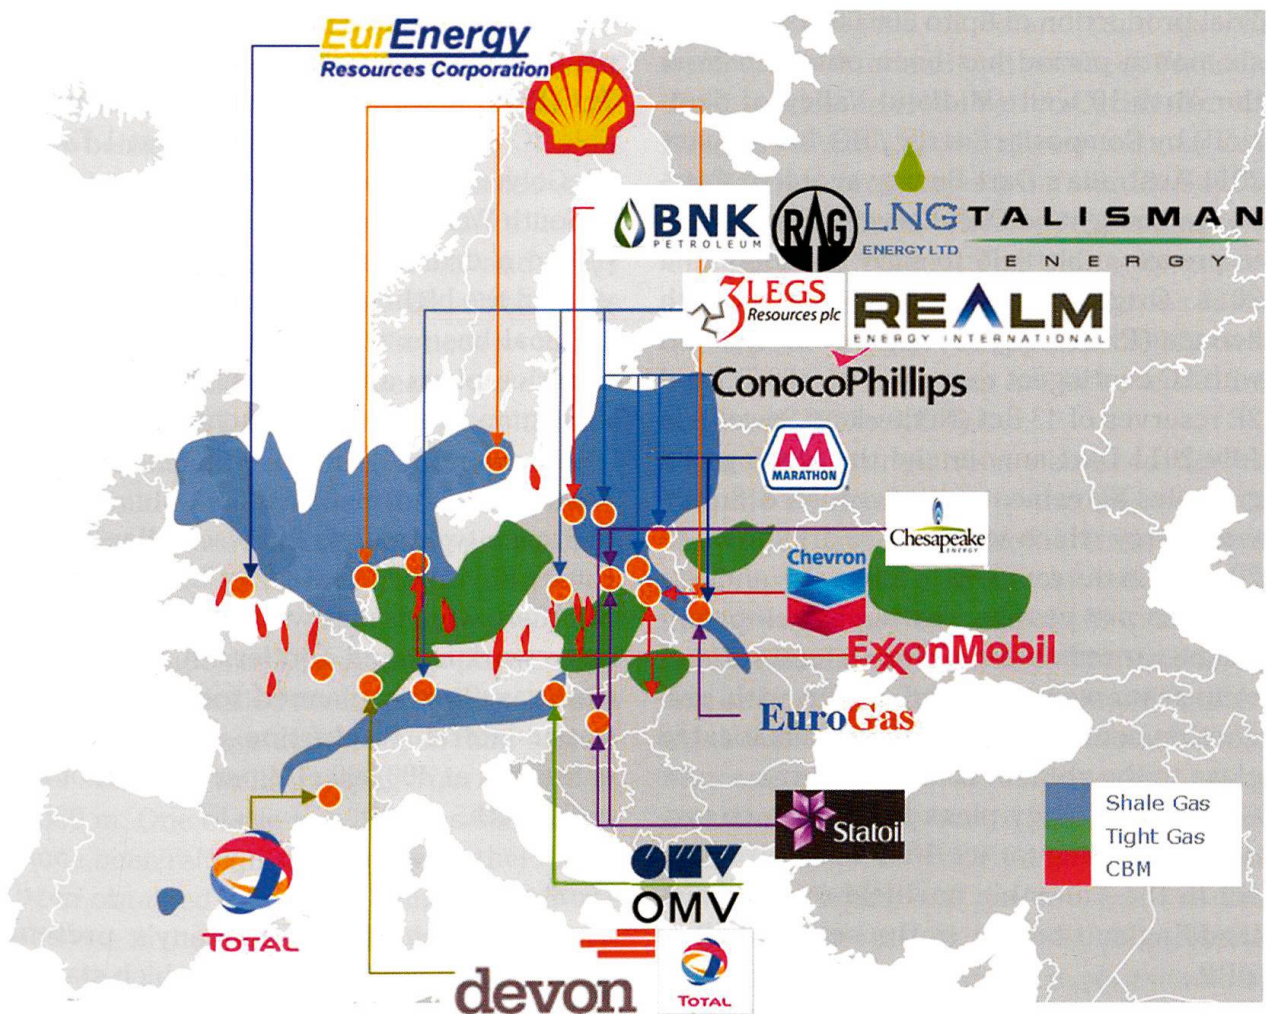 EurEnergy
Resources Corporation
BNK
PETROLEUM
RAG
LNG
ENERGY LTD
TALISMAN
ENERGY
3LEGS
Resources plc
REALM
ENERGY INTERNATIONAL
ConocoPhillips
M
MARATHON
Chesapeake
ENERGY
Chevron
ExxonMobil
EuroGas
Statoil
Shale Gas
Tight Gas
CBM
TOTAL
OMV
OMV
devon
TOTAL